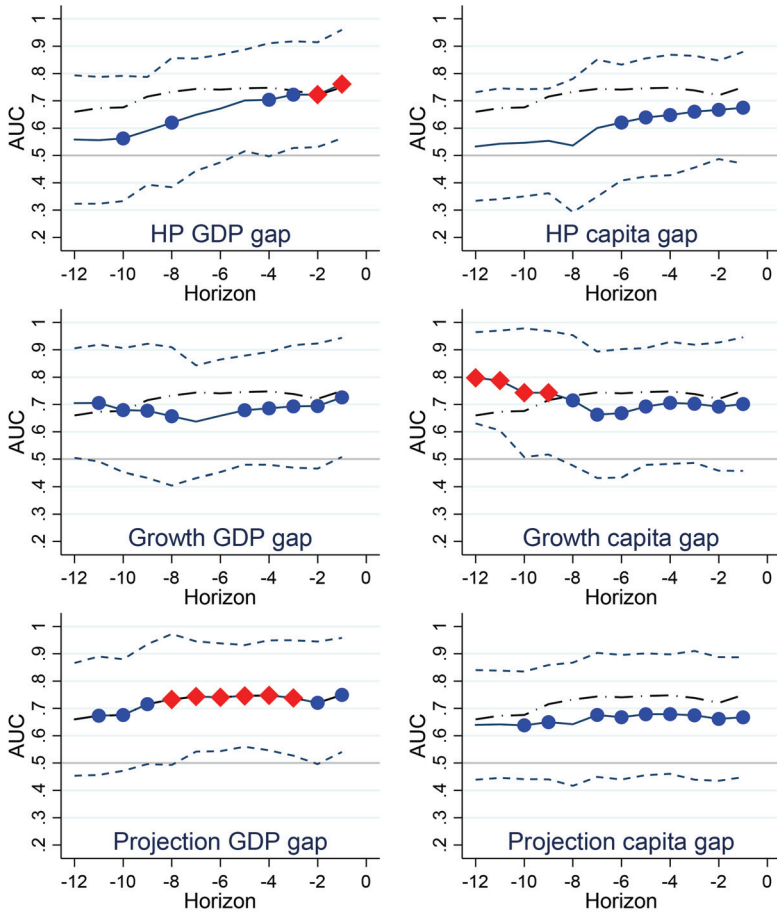 AUC
.2 .3 .4 .5 .6 .7 .8 .9 1
HP GDP gap
-12 -10 -8 -6 -4 -2 0
Horizon
AUC
.2 .3 .4 .5 .6 .7 .8 .9 1
HP capita gap
-12 -10 -8 -6 -4 -2 0
Horizon
AUC
.2 .3 .4 .5 .6 .7 .8 .9 1
Growth GDP gap
-12 -10 -8 -6 -4 -2 0
Horizon
AUC
.2 .3 .4 .5 .6 .7 .8 .9 1
Growth capita gap
-12 -10 -8 -6 -4 -2 0
Horizon
AUC
.2 .3 .4 .5 .6 .7 .8 .9 1
Projection GDP gap
-12 -10 -8 -6 -4 -2 0
Horizon
AUC
.2 .3 .4 .5 .6 .7 .8 .9 1
Projection capita gap
-12 -10 -8 -6 -4 -2 0
Horizon